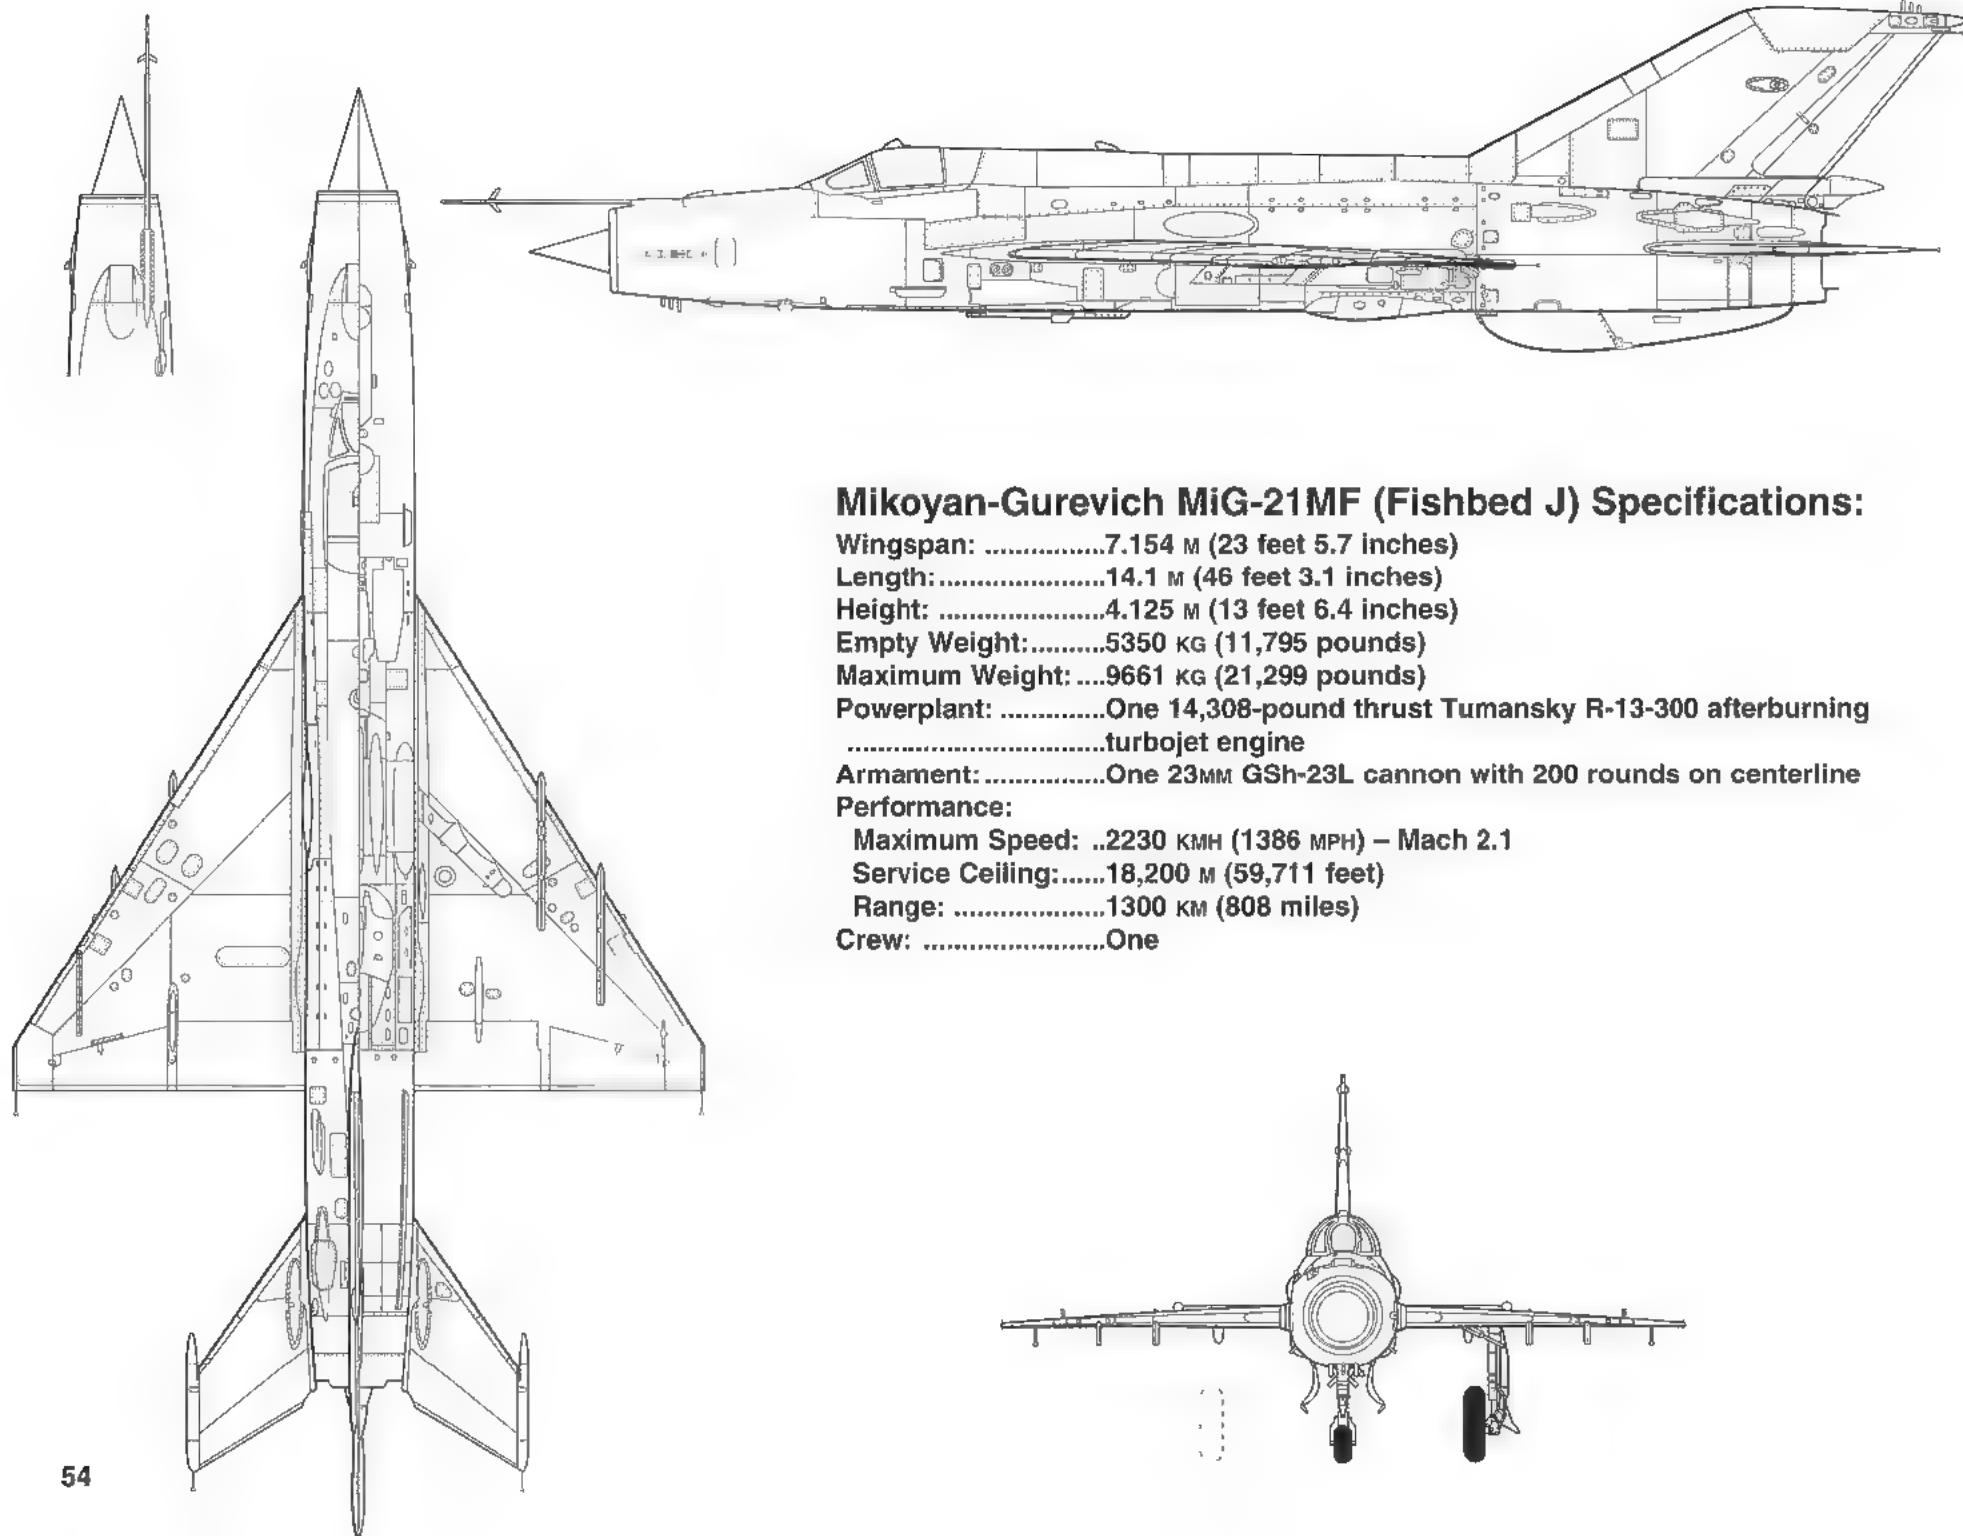 Mikoyan-Gurevich MiG-21MF (Fishbed J) Specifications:
Wingspan: ................7.154 M (23 feet 5.7 inches)
Length:......................14.1 M (46 feet 3.1 inches)
Height: ......................4.125 M (13 feet 6.4 inches)
Empty Weight:..........5350 KG (11,795 pounds)
Maximum Weight:....9661 KG (21,299 pounds)
Powerplant: ..............One 14,308-pound thrust Tumansky R-13-300 afterburning
..................................turbojet engine
Armament:................One 23MM GSh-23L cannon with 200 rounds on centerline
Performance:
Maximum Speed: ..2230 KMH (1386 MPH) – Mach 2.1
Service Ceiling:......18,200 M (59,711 feet)
Range: ....................1300 KM (808 miles)
Crew: ........................One
54